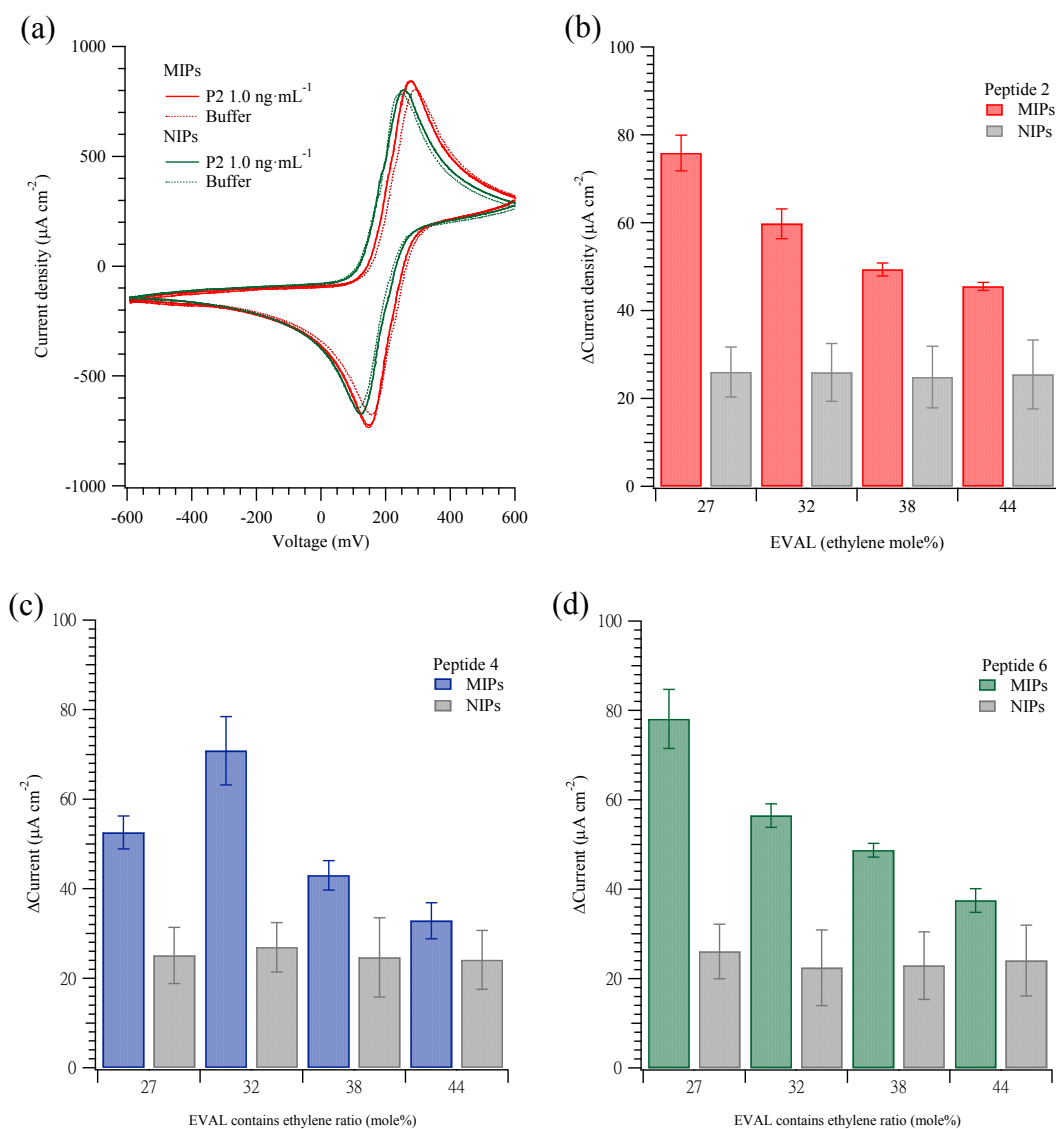 (a)
1000
500
0
-500
-1000
Current density (µA cm⁻²)
MIPs
P2 1.0 ng·mL⁻¹
Buffer
NIPs
P2 1.0 ng·mL⁻¹
Buffer
-600 -400 -200 0 200 400 600
Voltage (mV)
(b)
100
80
60
40
20
0
ΔCurrent density (µA cm⁻²)
Peptide 2
MIPs
NIPs
27 32 38 44
EVAL (ethylene mole%)
(c)
100
80
60
40
20
0
ΔCurrent (µA cm⁻²)
Peptide 4
MIPs
NIPs
27 32 38 44
EVAL contains ethylene ratio (mole%)
(d)
100
80
60
40
20
0
ΔCurrent (µA cm⁻²)
Peptide 6
MIPs
NIPs
27 32 38 44
EVAL contains ethylene ratio (mole%)